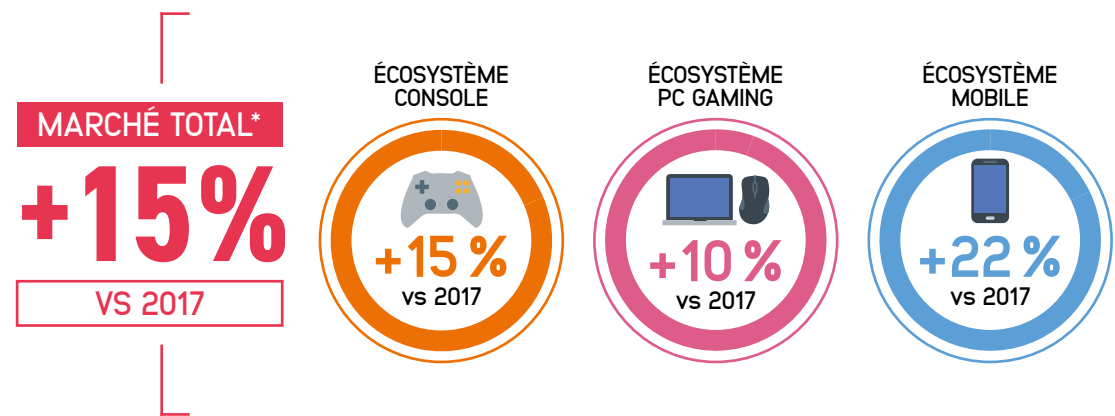 MARCHÉ TOTAL*
+15%
VS 2017
ÉCOSYSTÈME
CONSOLE
+15 %
vs 2017
ÉCOSYSTÈME
PC GAMING
+10 %
vs 2017
ÉCOSYSTÈME
MOBILE
+22 %
vs 2017